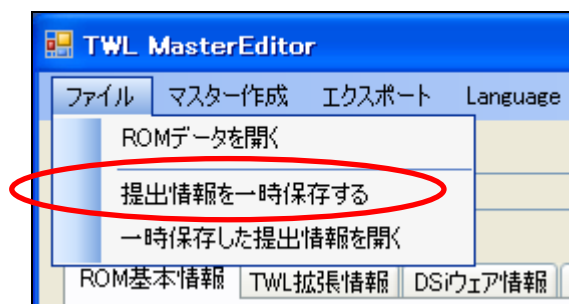 TWL MasterEditor
ファイル マスター作成 エクスポート Language
ROMデータを開く
提出情報を一時保存する
一時保存した提出情報を開く
ROM基本情報 TWL拡張情報 DSiウェア情報